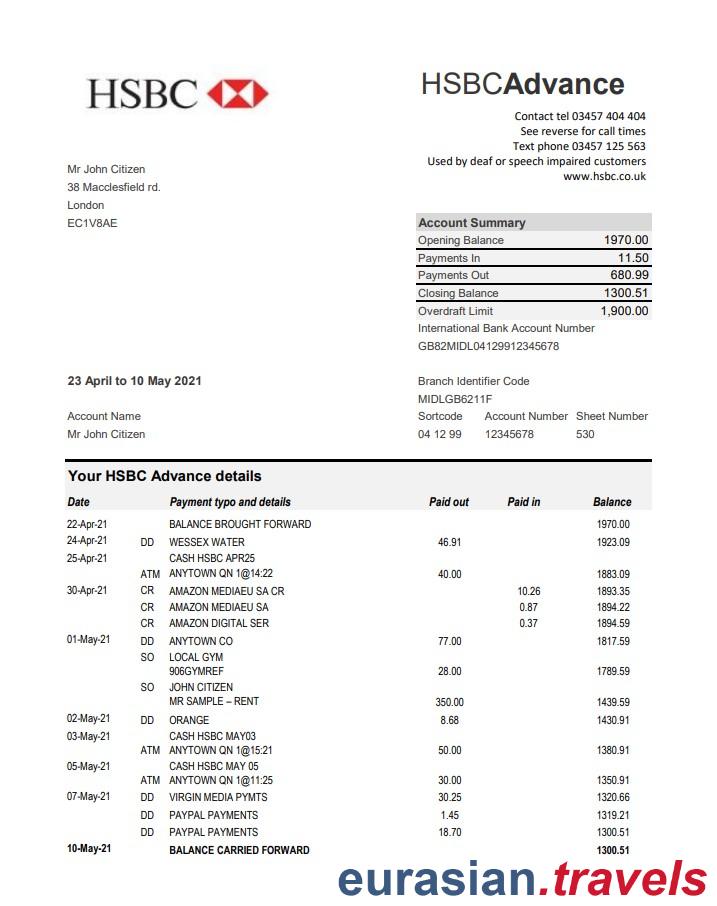 HSBC
HSBCAdvance
Contact tel 03457 404 404
See reverse for call times
Text phone 03457 125 563
Used by deaf or speech impaired customers
www.hsbc.co.uk
Mr John Citizen
38 Macclesfield rd.
London
EC1V8AE
Account Summary
Opening Balance 1970.00
Payments In 11.50
Payments Out 680.99
Closing Balance 1300.51
Overdraft Limit 1,900.00
International Bank Account Number
GB82MIDL04129912345678
23 April to 10 May 2021
Branch Identifier Code
MIDLGB6211F
Account Name
Mr John Citizen
Sortcode Account Number Sheet Number
04 12 99 12345678 530
Your HSBC Advance details
Date Payment typo and details Paid out Paid in Balance
22-Apr-21 BALANCE BROUGHT FORWARD 1970.00
24-Apr-21 DD WESSEX WATER 46.91 1923.09
25-Apr-21 CASH HSBC APR25
ATM ANYTOWN QN 1@14:22 40.00 1883.09
30-Apr-21 CR AMAZON MEDIAEU SA CR 10.26 1893.35
CR AMAZON MEDIAEU SA 0.87 1894.22
CR AMAZON DIGITAL SER 0.37 1894.59
01-May-21 DD ANYTOWN CO 77.00 1817.59
SO LOCAL GYM
906GYMREF 28.00 1789.59
SO JOHN CITIZEN
MR SAMPLE – RENT 350.00 1439.59
02-May-21 DD ORANGE 8.68 1430.91
03-May-21 CASH HSBC MAY03
ATM ANYTOWN QN 1@15:21 50.00 1380.91
05-May-21 CASH HSBC MAY 05
ATM ANYTOWN QN 1@11:25 30.00 1350.91
07-May-21 DD VIRGIN MEDIA PYMTS 30.25 1320.66
DD PAYPAL PAYMENTS 1.45 1319.21
DD PAYPAL PAYMENTS 18.70 1300.51
10-May-21 BALANCE CARRIED FORWARD 1300.51
eurasian.travels